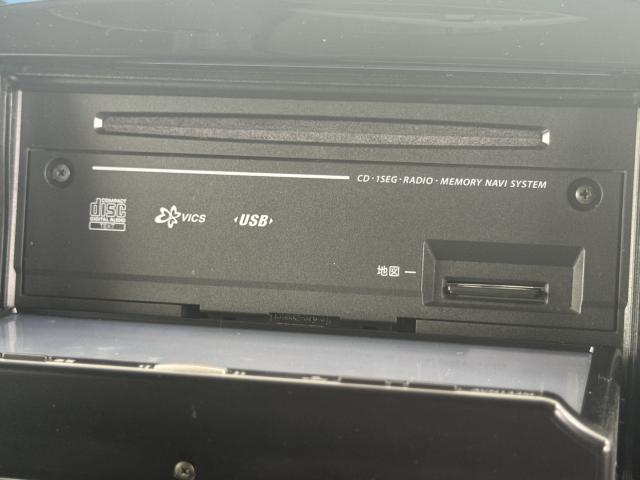 CD · 1SEG · RADIO · MEMORY NAVI SYSTEM
COMPACT
disc
DIGITAL AUDIO
TEXT
VICS
USB
地図